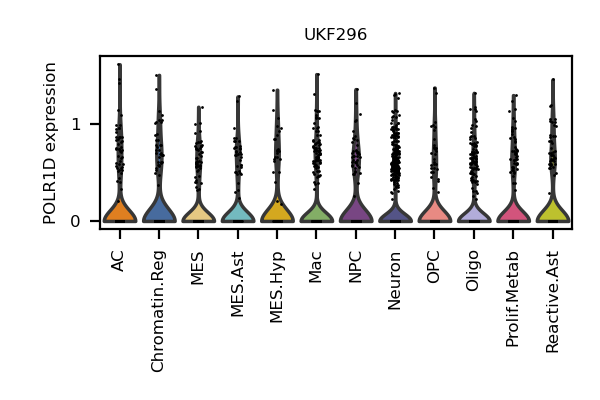 UKF296
POLR1D expression
1
0
AC
Chromatin.Reg
MES
MES.Ast
MES.Hyp
Mac
NPC
Neuron
OPC
Oligo
Prolif.Metab
Reactive.Ast